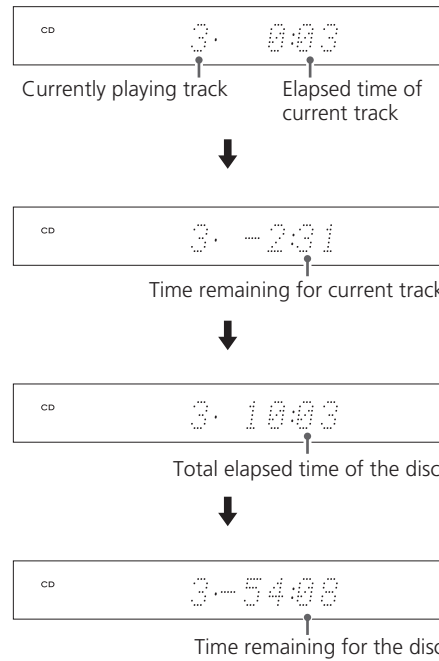 CD 3. 0:03
Currently playing track Elapsed time of
current track
CD 3. -2:31
Time remaining for current track
CD 3. 10:03
Total elapsed time of the disc
CD 3.-54:08
Time remaining for the disc